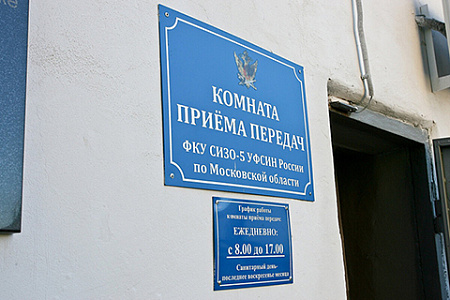 КОМНАТА
ПРИЁМА ПЕРЕДАЧ
ФКУ СИЗО-5 УФСИН России
по Московской области
График работы
комнаты приёма передач:
ЕЖЕДНЕВНО:
с 8.00 до 17.00
Санитарный день-
последнее воскресенье месяца